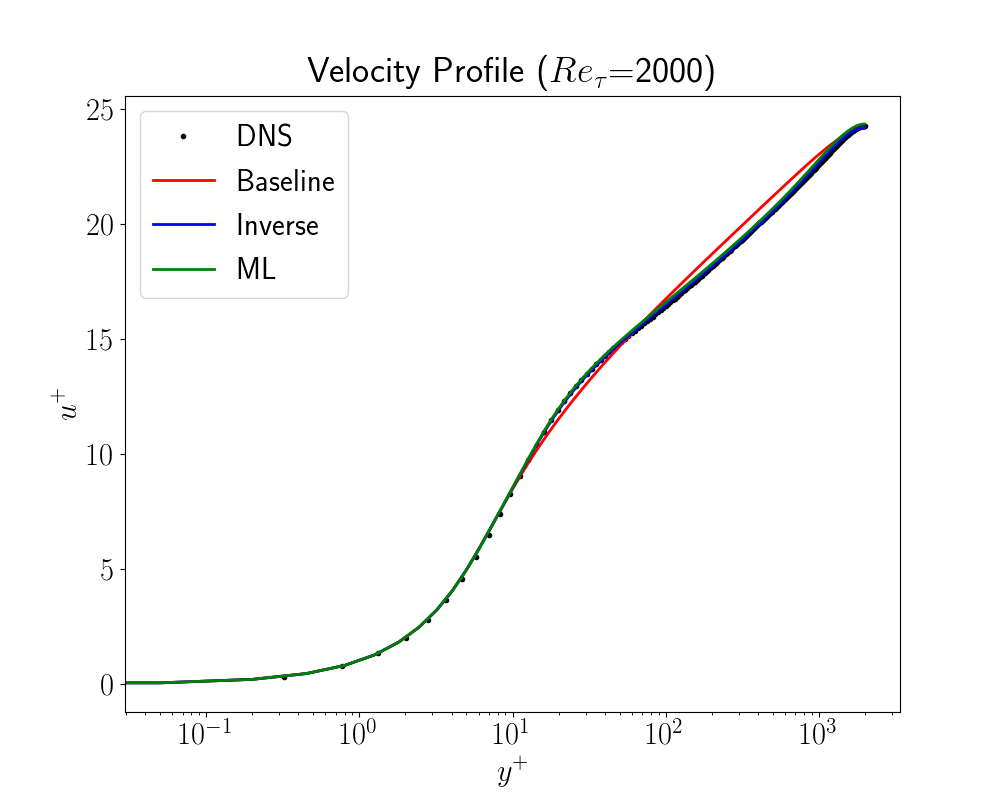 Velocity Profile ($Re_{\tau}$=2000)
DNS
Baseline
Inverse
ML
25
20
15
10
5
0
$u^+$
$10^{-1}$ $10^{0}$ $10^{1}$ $10^{2}$ $10^{3}$
$y^+$